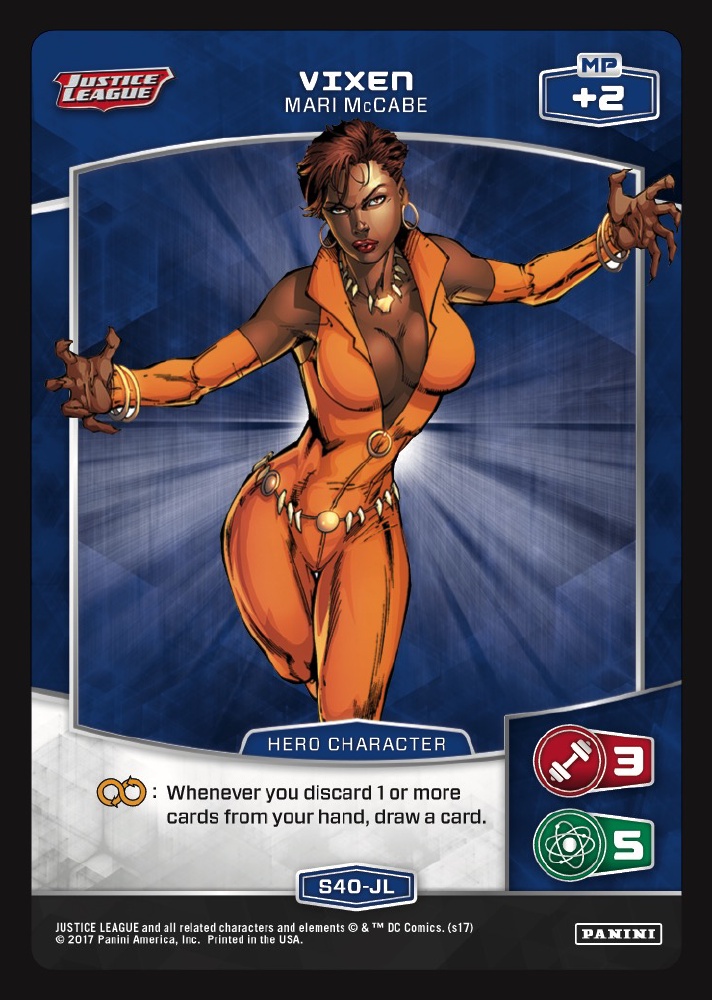 JUSTICE LEAGUE
VIXEN
MARI McCABE
MP
+2
HERO CHARACTER
: Whenever you discard 1 or more
cards from your hand, draw a card.
3
5
S40-JL
JUSTICE LEAGUE and all related characters and elements © & ™ DC Comics. (s17)
© 2017 Panini America, Inc. Printed in the USA.
PANINI